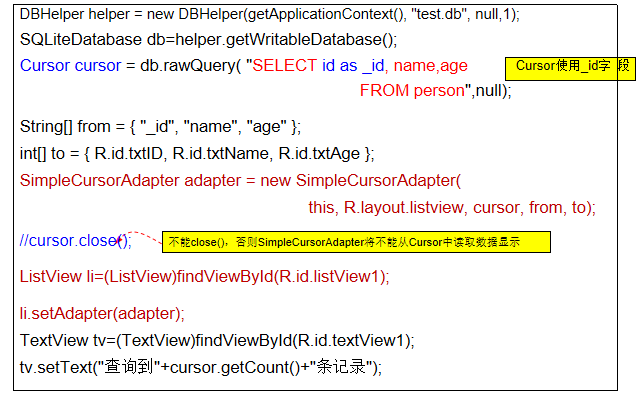 DBHelper helper = new DBHelper(getApplicationContext(), "test.db", null,1);
SQLiteDatabase db=helper.getWritableDatabase();
Cursor cursor = db.rawQuery( "SELECT id as _id, name,age
Cursor使用_id字 段
FROM person",null);
String[] from = { "_id", "name", "age" };
int[] to = { R.id.txtID, R.id.txtName, R.id.txtAge };
SimpleCursorAdapter adapter = new SimpleCursorAdapter(
this, R.layout.listview, cursor, from, to);
//cursor.close();
不能close()，否则SimpleCursorAdapter将不能从Cursor中读取数据显示
ListView li=(ListView)findViewById(R.id.listView1);
li.setAdapter(adapter);
TextView tv=(TextView)findViewById(R.id.textView1);
tv.setText("查询到"+cursor.getCount()+"条记录");